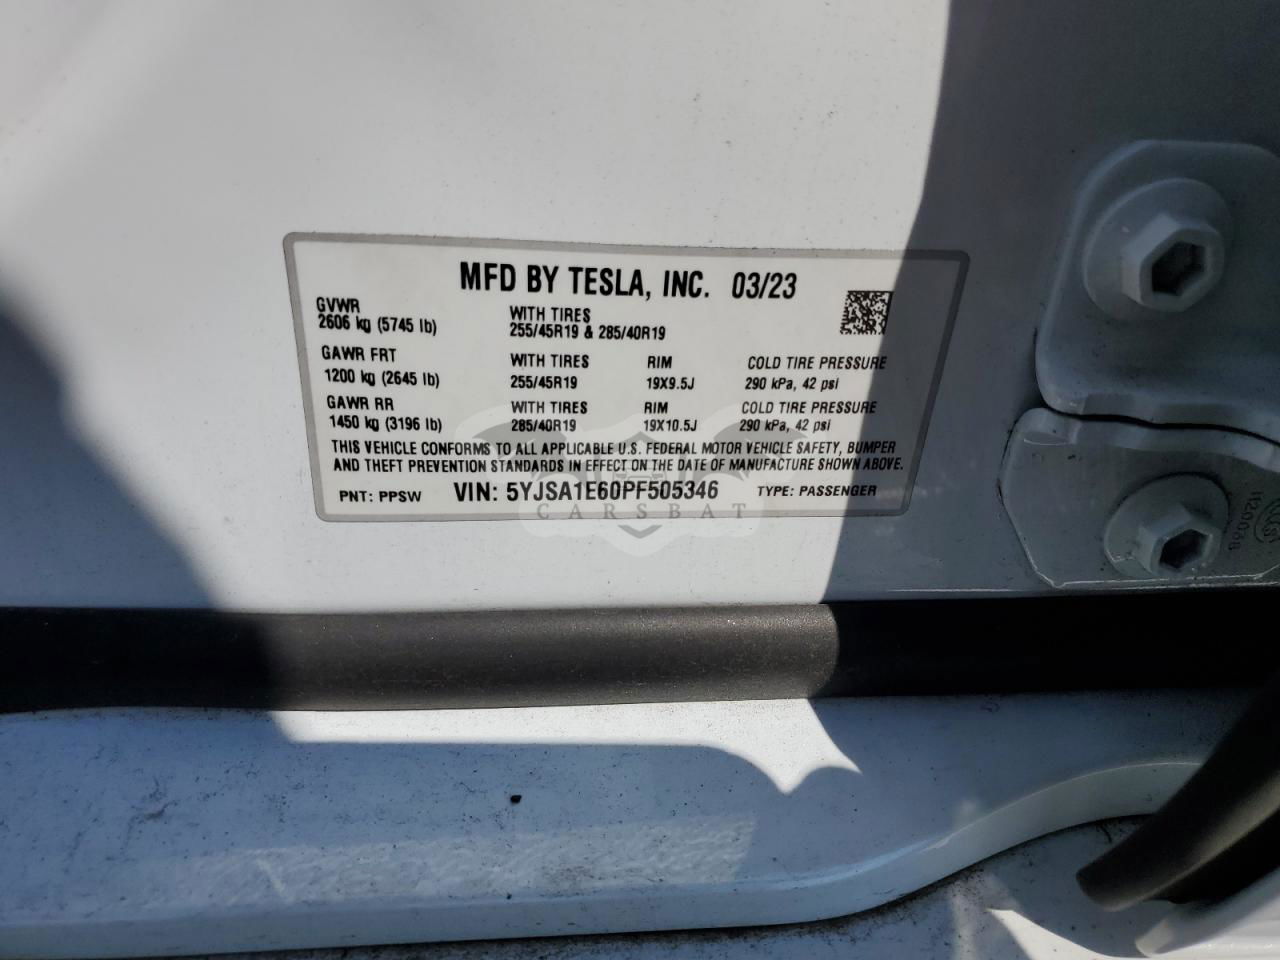 MFD BY TESLA, INC. 03/23
GVWR
2606 kg (5745 lb)
WITH TIRES
255/45R19 & 285/40R19
GAWR FRT WITH TIRES RIM COLD TIRE PRESSURE
1200 kg (2645 lb) 255/45R19 19X9.5J 290 kPa, 42 psi
GAWR RR WITH TIRES RIM COLD TIRE PRESSURE
1450 kg (3196 lb) 285/40R19 19X10.5J 290 kPa, 42 psi
THIS VEHICLE CONFORMS TO ALL APPLICABLE U.S. FEDERAL MOTOR VEHICLE SAFETY, BUMPER
AND THEFT PREVENTION STANDARDS IN EFFECT ON THE DATE OF MANUFACTURE SHOWN ABOVE.
PNT: PPSW VIN: 5YJSA1E60PF505346 TYPE: PASSENGER
CARSBAT